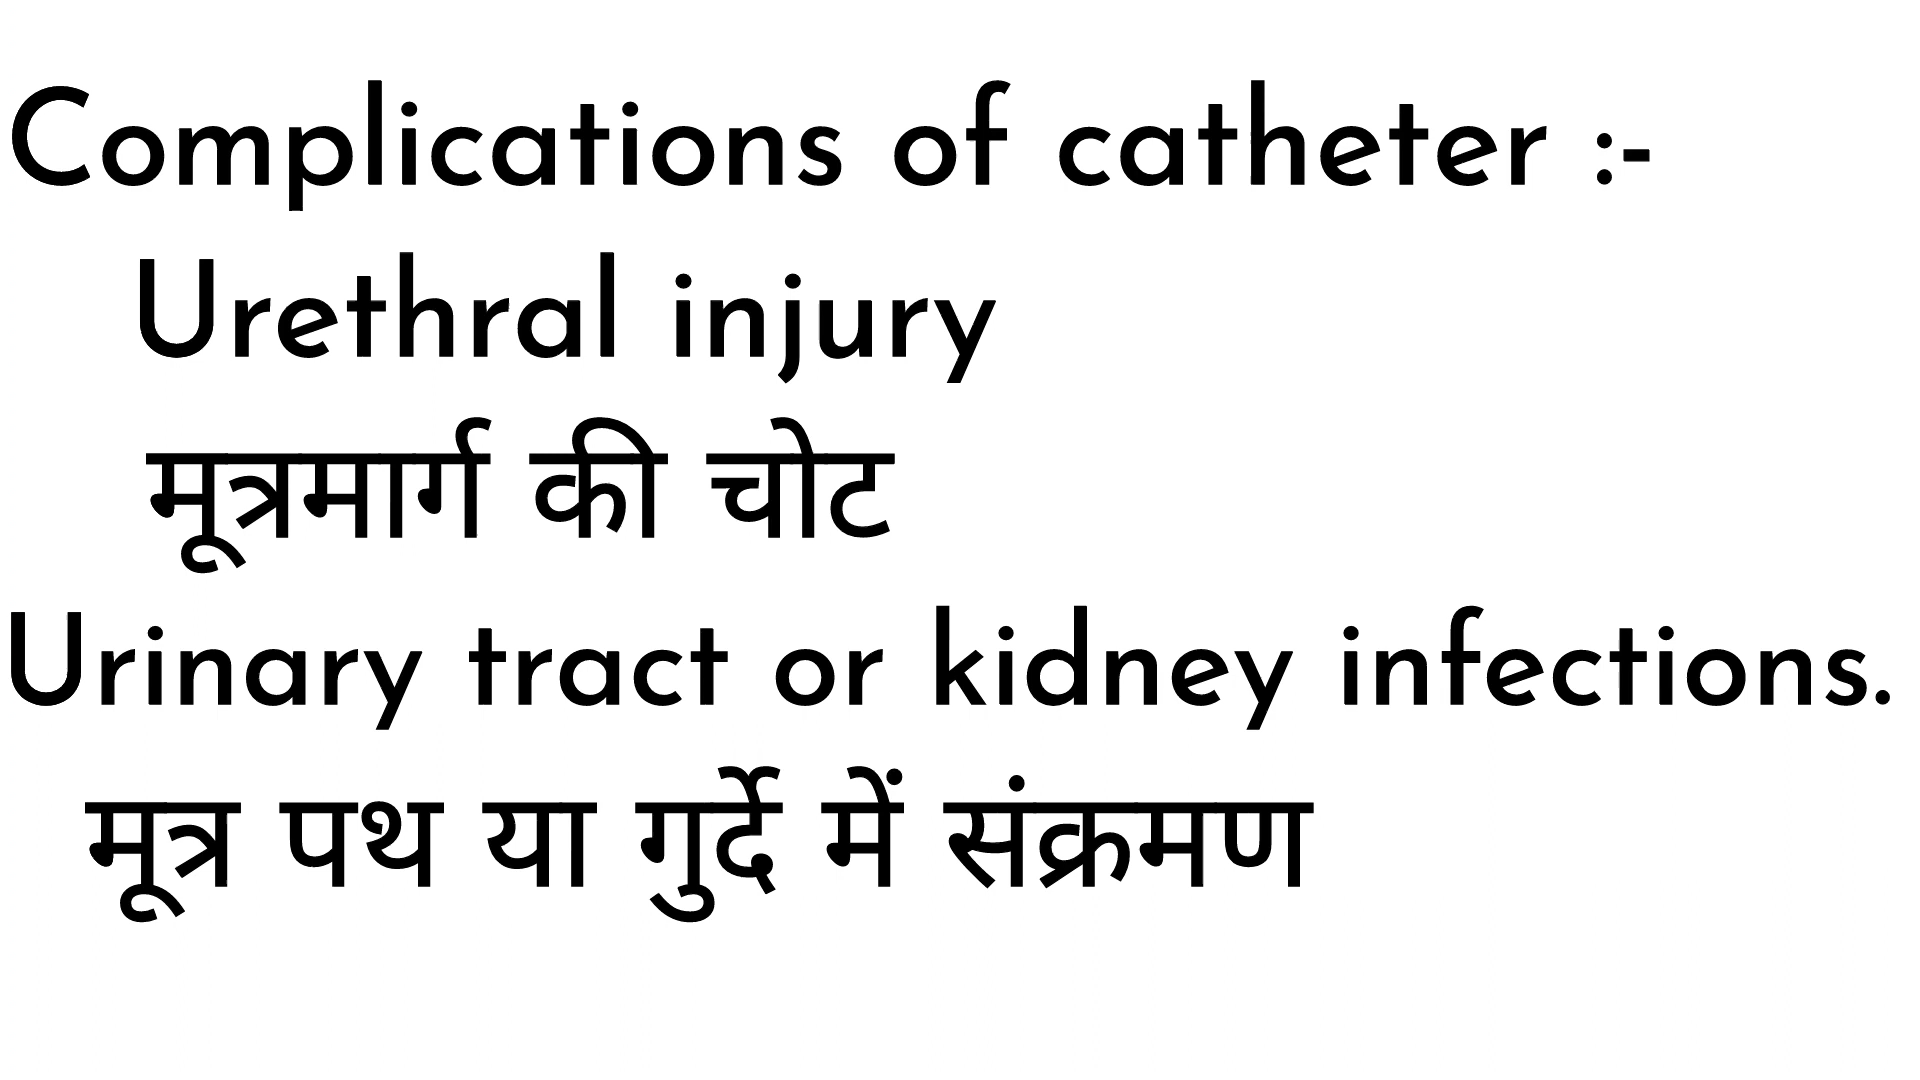 Complications of catheter :-
Urethral injury
मूत्रमार्ग की चोट
Urinary tract or kidney infections.
मूत्र पथ या गुर्दे में संक्रमण